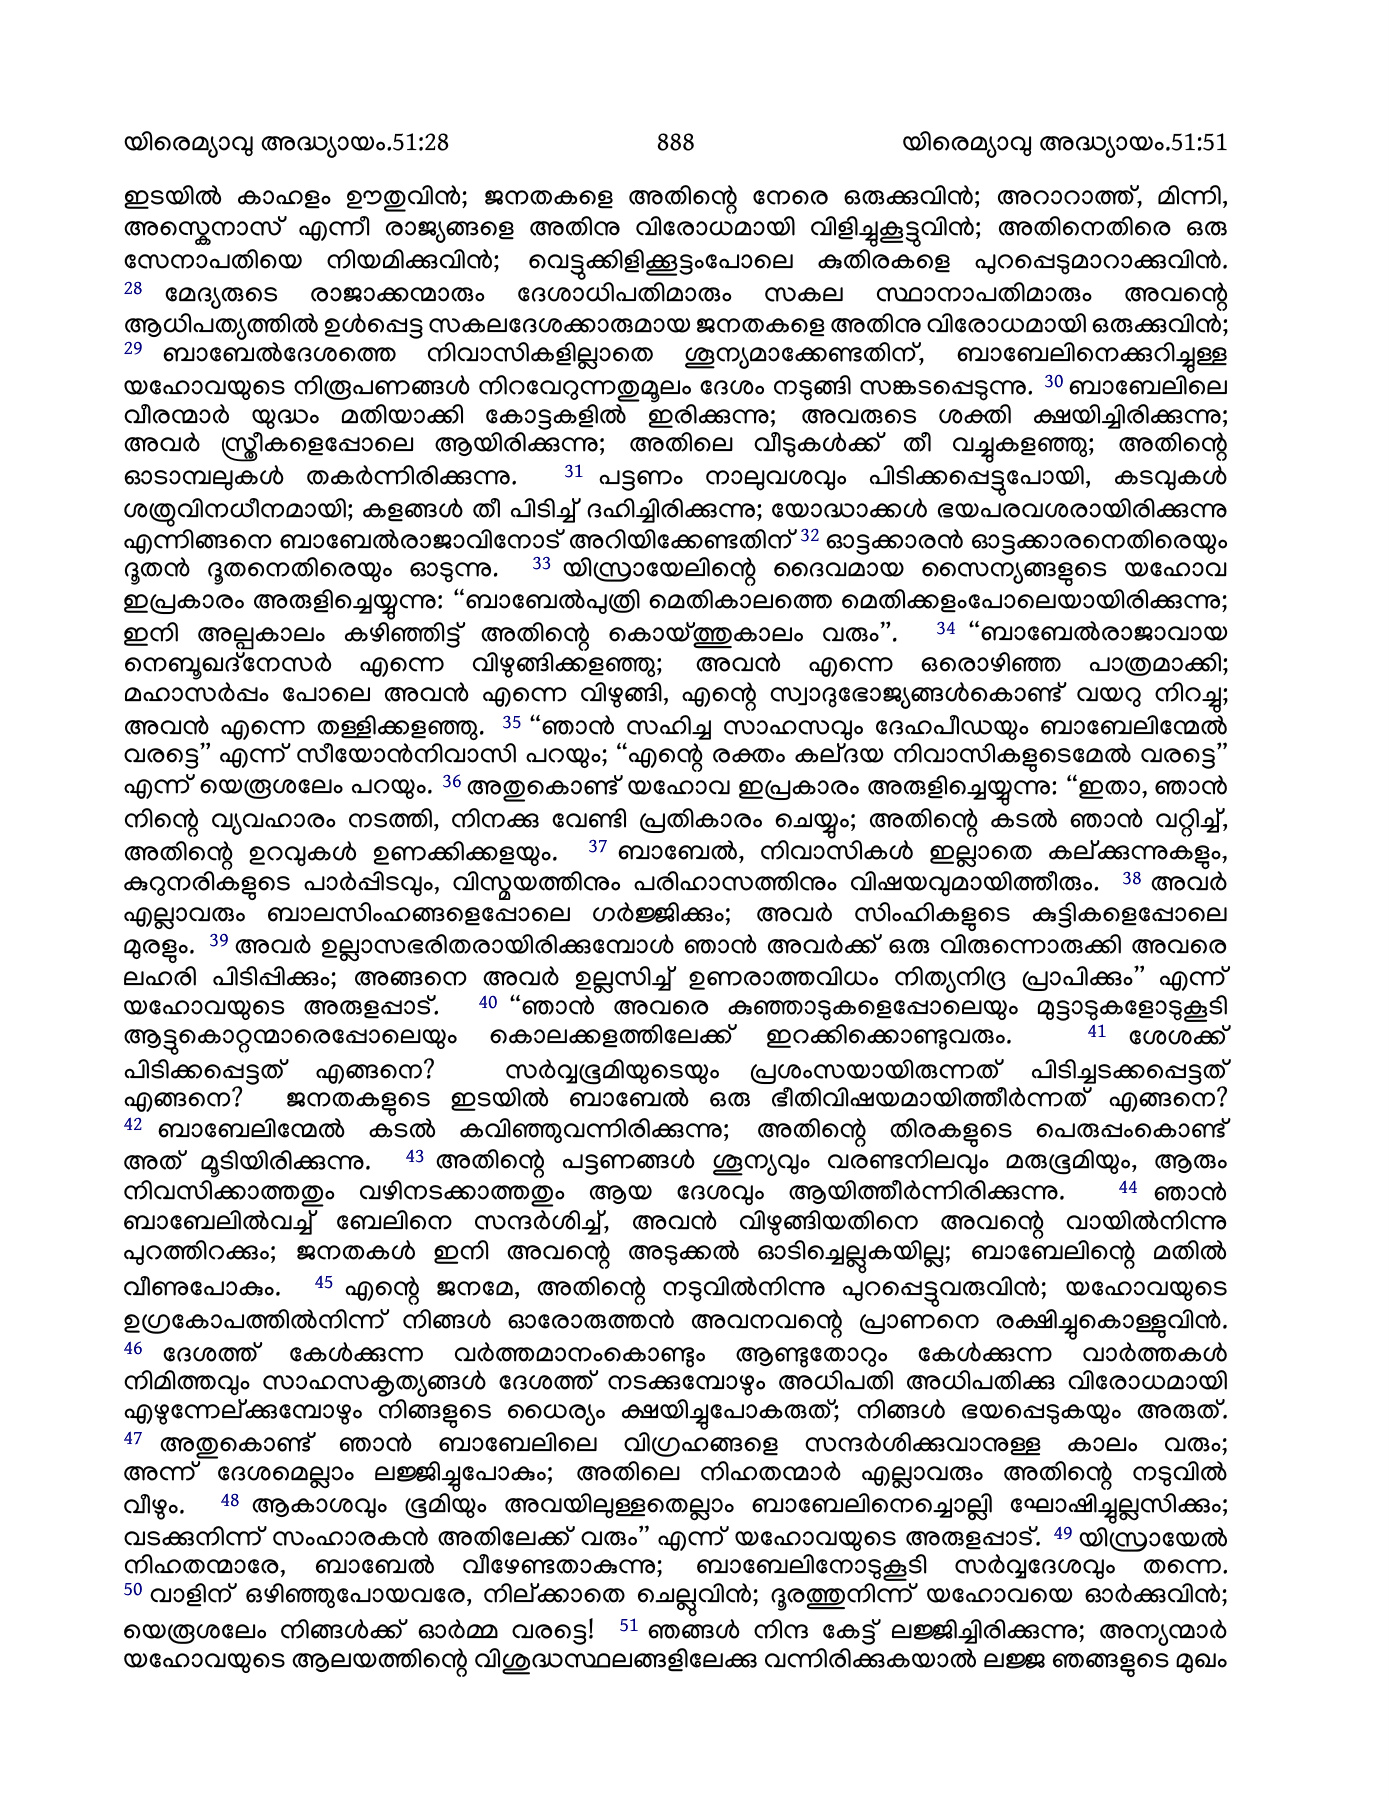 യിരെമ്യാവു അദ്ധ്യായം.51:28 888 യിരെമ്യാവു അദ്ധ്യായം.51:51
ഇടയിൽ കാഹളം ഊതുവിൻ; ജനതകളെ അതിന്റെ നേരെ ഒരുക്കുവിൻ; അറാറാത്ത്, മിന്നി,
അസ്കെനാസ് എന്നീ രാജ്യങ്ങളെ അതിനു വിരോധമായി വിളിച്ചുകൂട്ടുവിൻ; അതിനെതിരെ ഒരു
സേനാപതിയെ നിയമിക്കുവിൻ; വെട്ടുക്കിളിക്കൂട്ടംപോലെ കുതിരകളെ പുറപ്പെടുമാറാക്കുവിൻ.
28 മേദ്യരുടെ രാജാക്കന്മാരും ദേശാധിപതിമാരും സകല സ്ഥാനാപതിമാരും അവന്റെ
ആധിപത്യത്തിൽ ഉൾപ്പെട്ട സകലദേശക്കാരുമായ ജനതകളെ അതിനു വിരോധമായി ഒരുക്കുവിൻ;
29 ബാബേൽദേശത്തെ നിവാസികളില്ലാതെ ശൂന്യമാക്കേണ്ടതിന്, ബാബേലിനെക്കുറിച്ചുള്ള
യഹോവയുടെ നിരൂപണങ്ങൾ നിറവേറുന്നതുമൂലം ദേശം നടുങ്ങി സങ്കടപ്പെടുന്നു. 30 ബാബേലിലെ
വീരന്മാർ യുദ്ധം മതിയാക്കി കോട്ടകളിൽ ഇരിക്കുന്നു; അവരുടെ ശക്തി ക്ഷയിച്ചിരിക്കുന്നു;
അവർ സ്ത്രീകളെപ്പോലെ ആയിരിക്കുന്നു; അതിലെ വീടുകൾക്ക് തീ വച്ചുകളഞ്ഞു; അതിന്റെ
ഓടാമ്പലുകൾ തകർന്നിരിക്കുന്നു. 31 പട്ടണം നാലുവശവും പിടിക്കപ്പെട്ടുപോയി, കടവുകൾ
ശത്രുവിനധീനമായി; കളങ്ങൾ തീ പിടിച്ച് ദഹിച്ചിരിക്കുന്നു; യോദ്ധാക്കൾ ഭയപരവശരായിരിക്കുന്നു
എന്നിങ്ങനെ ബാബേൽരാജാവിനോട് അറിയിക്കേണ്ടതിന് 32 ഓട്ടക്കാരൻ ഓട്ടക്കാരനെതിരെയും
ദൂതൻ ദൂതനെതിരെയും ഓടുന്നു. 33 യിസ്രായേലിന്റെ ദൈവമായ സൈന്യങ്ങളുടെ യഹോവ
ഇപ്രകാരം അരുളിച്ചെയ്യുന്നു: “ബാബേൽപുത്രി മെതികാലത്തെ മെതിക്കളംപോലെയായിരിക്കുന്നു;
ഇനി അല്പകാലം കഴിഞ്ഞിട്ട് അതിന്റെ കൊയ്ത്തുകാലം വരും”. 34 “ബാബേൽരാജാവായ
നെബൂഖദ്നേസർ എന്നെ വിഴുങ്ങിക്കളഞ്ഞു; അവൻ എന്നെ ഒരൊഴിഞ്ഞ പാത്രമാക്കി;
മഹാസർപ്പം പോലെ അവൻ എന്നെ വിഴുങ്ങി, എന്റെ സ്വാദുഭോജ്യങ്ങൾകൊണ്ട് വയറു നിറച്ചു;
അവൻ എന്നെ തള്ളിക്കളഞ്ഞു. 35 “ഞാൻ സഹിച്ച സാഹസവും ദേഹപീഡയും ബാബേലിന്മേൽ
വരട്ടെ” എന്ന് സീയോൻനിവാസി പറയും; “എന്റെ രക്തം കല്ദയ നിവാസികളുടെമേൽ വരട്ടെ”
എന്ന് യെരൂശലേം പറയും. 36 അതുകൊണ്ട് യഹോവ ഇപ്രകാരം അരുളിച്ചെയ്യുന്നു: “ഇതാ, ഞാൻ
നിന്റെ വ്യവഹാരം നടത്തി, നിനക്കു വേണ്ടി പ്രതികാരം ചെയ്യും; അതിന്റെ കടൽ ഞാൻ വറ്റിച്ച്,
അതിന്റെ ഉറവുകൾ ഉണക്കിക്കളയും. 37 ബാബേൽ, നിവാസികൾ ഇല്ലാതെ കല്ക്കുന്നുകളും,
കുറുനരികളുടെ പാർപ്പിടവും, വിസ്മയത്തിനും പരിഹാസത്തിനും വിഷയവുമായിത്തീരും. 38 അവർ
എല്ലാവരും ബാലസിംഹങ്ങളെപ്പോലെ ഗർജ്ജിക്കും; അവർ സിംഹികളുടെ കുട്ടികളെപ്പോലെ
മുരളും. 39 അവർ ഉല്ലാസഭരിതരായിരിക്കുമ്പോൾ ഞാൻ അവർക്ക് ഒരു വിരുന്നൊരുക്കി അവരെ
ലഹരി പിടിപ്പിക്കും; അങ്ങനെ അവർ ഉല്ലസിച്ച് ഉണരാത്തവിധം നിത്യനിദ്ര പ്രാപിക്കും” എന്ന്
യഹോവയുടെ അരുളപ്പാട്. 40 “ഞാൻ അവരെ കുഞ്ഞാടുകളെപ്പോലെയും മുട്ടാടുകളോടുകൂടി
ആട്ടുകൊറ്റന്മാരെപ്പോലെയും കൊലക്കളത്തിലേക്ക് ഇറക്കിക്കൊണ്ടുവരും. 41 ശേശക്ക്
പിടിക്കപ്പെട്ടത് എങ്ങനെ? സർവ്വഭൂമിയുടെയും പ്രശംസയായിരുന്നത് പിടിച്ചടക്കപ്പെട്ടത്
എങ്ങനെ? ജനതകളുടെ ഇടയിൽ ബാബേൽ ഒരു ഭീതിവിഷയമായിത്തീർന്നത് എങ്ങനെ?
42 ബാബേലിന്മേൽ കടൽ കവിഞ്ഞുവന്നിരിക്കുന്നു; അതിന്റെ തിരകളുടെ പെരുപ്പംകൊണ്ട്
അത് മൂടിയിരിക്കുന്നു. 43 അതിന്റെ പട്ടണങ്ങൾ ശൂന്യവും വരണ്ടനിലവും മരുഭൂമിയും, ആരും
നിവസിക്കാത്തതും വഴിനടക്കാത്തതും ആയ ദേശവും ആയിത്തീർന്നിരിക്കുന്നു. 44 ഞാൻ
ബാബേലിൽവച്ച് ബേലിനെ സന്ദർശിച്ച്, അവൻ വിഴുങ്ങിയതിനെ അവന്റെ വായിൽനിന്നു
പുറത്തിറക്കും; ജനതകൾ ഇനി അവന്റെ അടുക്കൽ ഓടിച്ചെല്ലുകയില്ല; ബാബേലിന്റെ മതിൽ
വീണുപോകും. 45 എന്റെ ജനമേ, അതിന്റെ നടുവിൽനിന്നു പുറപ്പെട്ടുവരുവിൻ; യഹോവയുടെ
ഉഗ്രകോപത്തിൽനിന്ന് നിങ്ങൾ ഓരോരുത്തൻ അവനവന്റെ പ്രാണനെ രക്ഷിച്ചുകൊള്ളുവിൻ.
46 ദേശത്ത് കേൾക്കുന്ന വർത്തമാനംകൊണ്ടും ആണ്ടുതോറും കേൾക്കുന്ന വാർത്തകൾ
നിമിത്തവും സാഹസകൃത്യങ്ങൾ ദേശത്ത് നടക്കുമ്പോഴും അധിപതി അധിപതിക്കു വിരോധമായി
എഴുന്നേല്ക്കുമ്പോഴും നിങ്ങളുടെ ധൈര്യം ക്ഷയിച്ചുപോകരുത്; നിങ്ങൾ ഭയപ്പെടുകയും അരുത്.
47 അതുകൊണ്ട് ഞാൻ ബാബേലിലെ വിഗ്രഹങ്ങളെ സന്ദർശിക്കുവാനുള്ള കാലം വരും;
അന്ന് ദേശമെല്ലാം ലജ്ജിച്ചുപോകും; അതിലെ നിഹതന്മാർ എല്ലാവരും അതിന്റെ നടുവിൽ
വീഴും. 48 ആകാശവും ഭൂമിയും അവയിലുള്ളതെല്ലാം ബാബേലിനെച്ചൊല്ലി ഘോഷിച്ചുല്ലസിക്കും;
വടക്കുനിന്ന് സംഹാരകൻ അതിലേക്ക് വരും” എന്ന് യഹോവയുടെ അരുളപ്പാട്. 49 യിസ്രായേൽ
നിഹതന്മാരേ, ബാബേൽ വീഴേണ്ടതാകുന്നു; ബാബേലിനോടുകൂടി സർവ്വദേശവും തന്നെ.
50 വാളിന് ഒഴിഞ്ഞുപോയവരേ, നില്ക്കാതെ ചെല്ലുവിൻ; ദൂരത്തുനിന്ന് യഹോവയെ ഓർക്കുവിൻ;
യെരൂശലേം നിങ്ങൾക്ക് ഓർമ്മ വരട്ടെ! 51 ഞങ്ങൾ നിന്ദ കേട്ട് ലജ്ജിച്ചിരിക്കുന്നു; അന്യന്മാർ
യഹോവയുടെ ആലയത്തിന്റെ വിശുദ്ധസ്ഥലങ്ങളിലേക്കു വന്നിരിക്കുകയാൽ ലജ്ജ ഞങ്ങളുടെ മുഖം